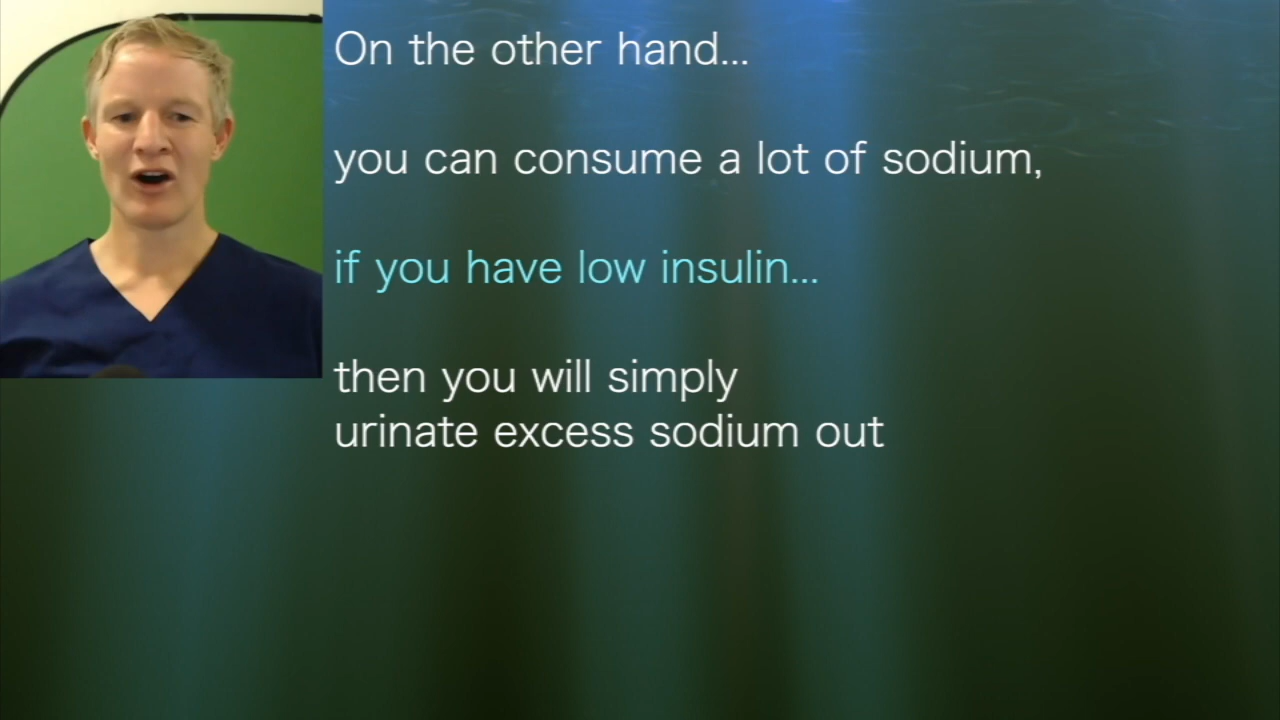 On the other hand...
you can consume a lot of sodium,
if you have low insulin...
then you will simply
urinate excess sodium out